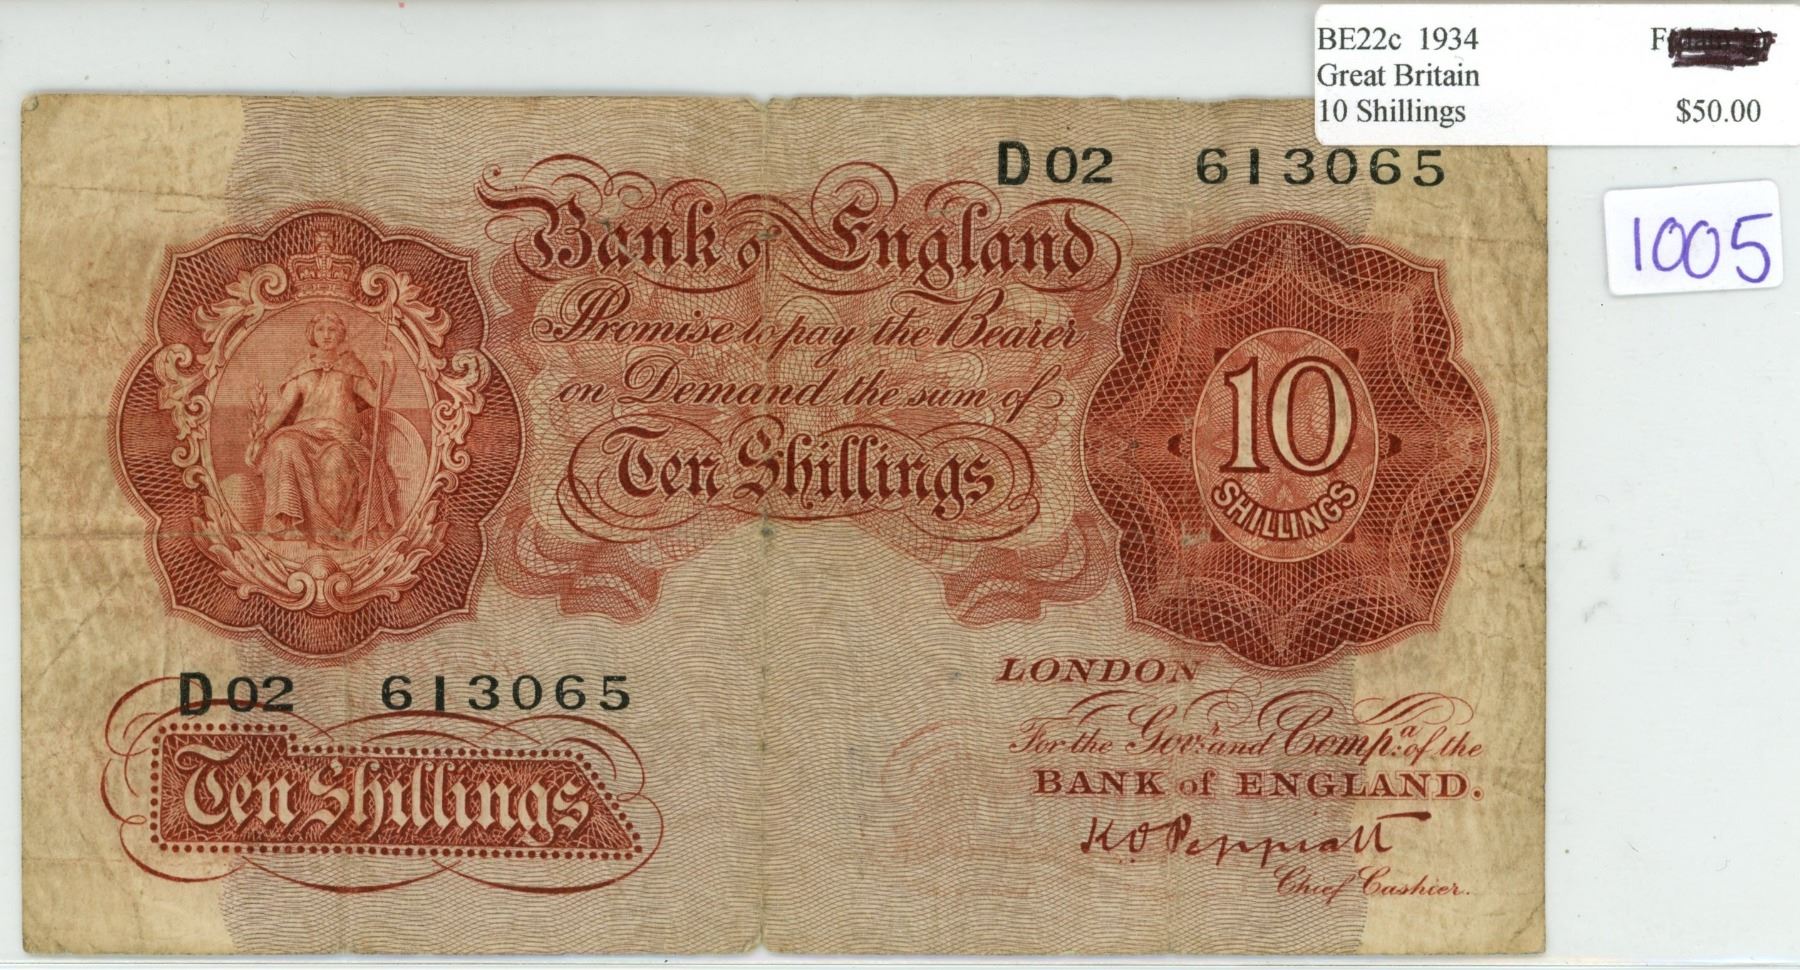 BE22c 1934 F
Great Britain
10 Shillings $50.00
1005
D02 613065
Bank of England
Promise to pay the Bearer
on Demand the sum of
Ten Shillings
10
SHILLINGS
D02 613065
Ten Shillings
LONDON
For the Govr. and Compa. of the
BANK of ENGLAND.
K O Peppiatt
Chief Cashier.